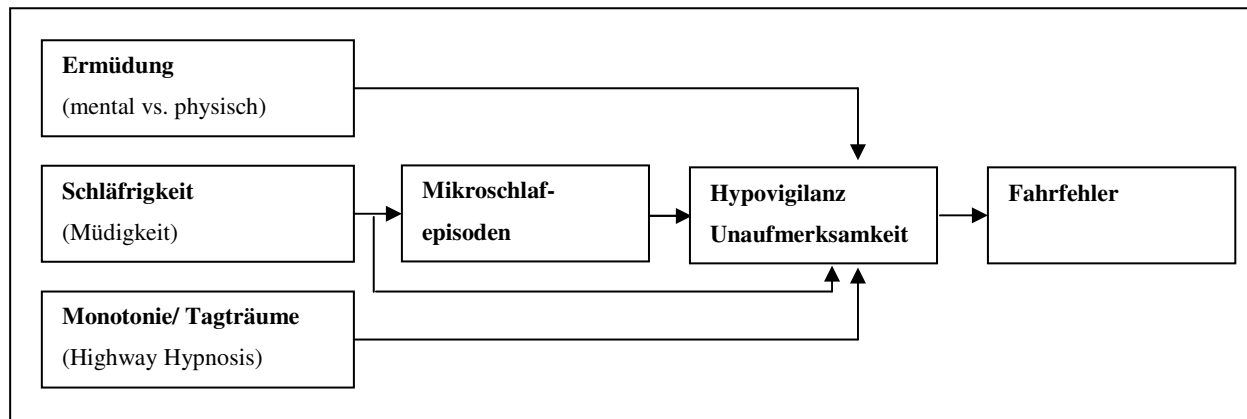 Ermüdung
(mental vs. physisch)
Schläfrigkeit
(Müdigkeit)
Mikroschlaf-
episoden
Hypovigilanz
Unaufmerksamkeit
Fahrfehler
Monotonie/ Tagträume
(Highway Hypnosis)